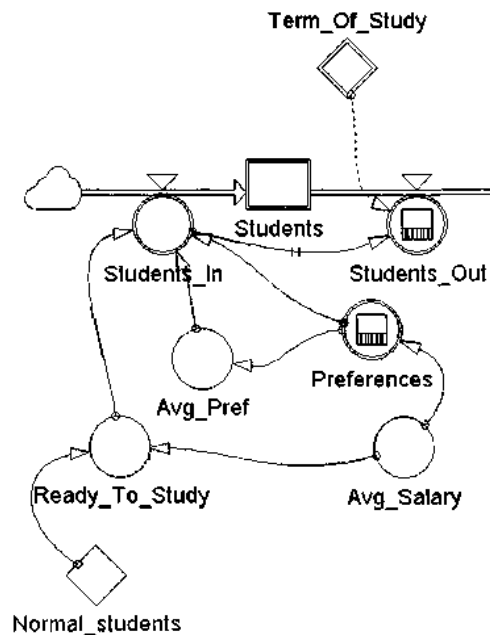 Term_Of_Study
Students
Students_In
Students_Out
Preferences
Avg_Pref
Ready_To_Study
Avg_Salary
Normal_students